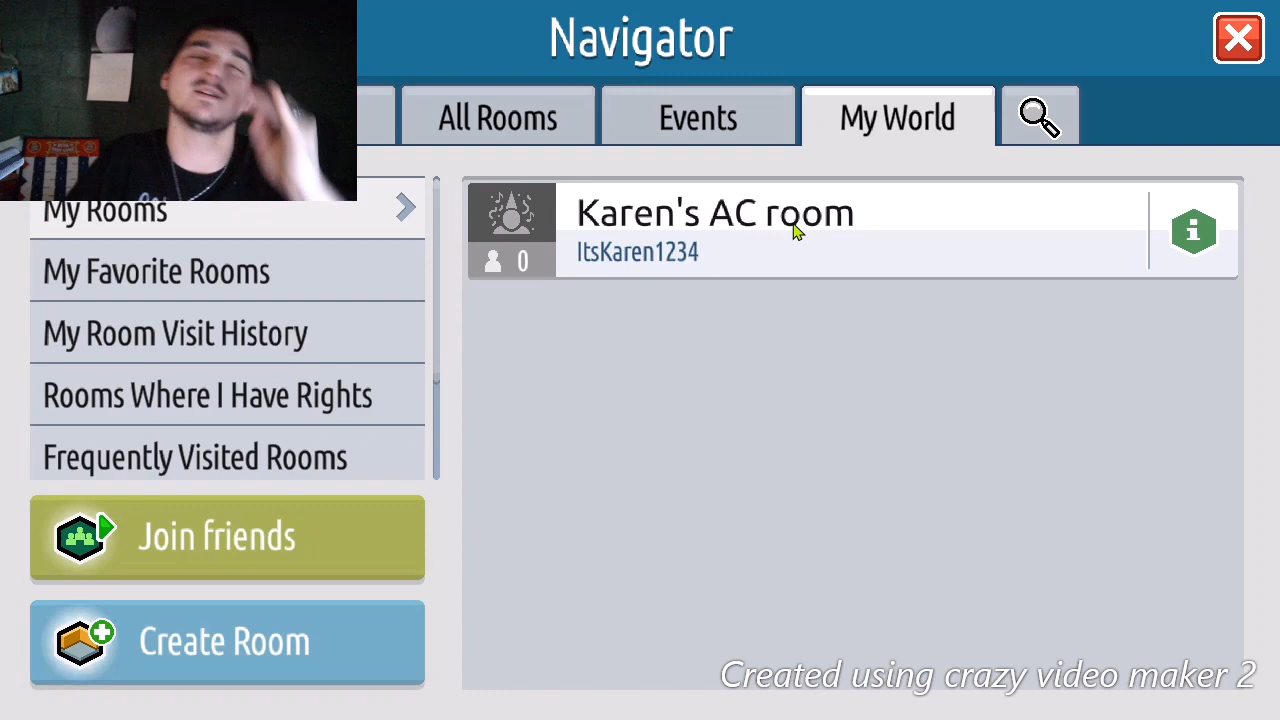 Navigator
All Rooms
Events
My World
My Rooms
My Favorite Rooms
My Room Visit History
Rooms Where I Have Rights
Frequently Visited Rooms
Join friends
Create Room
Karen's AC room
ItsKaren1234
0
Created using crazy video maker 2